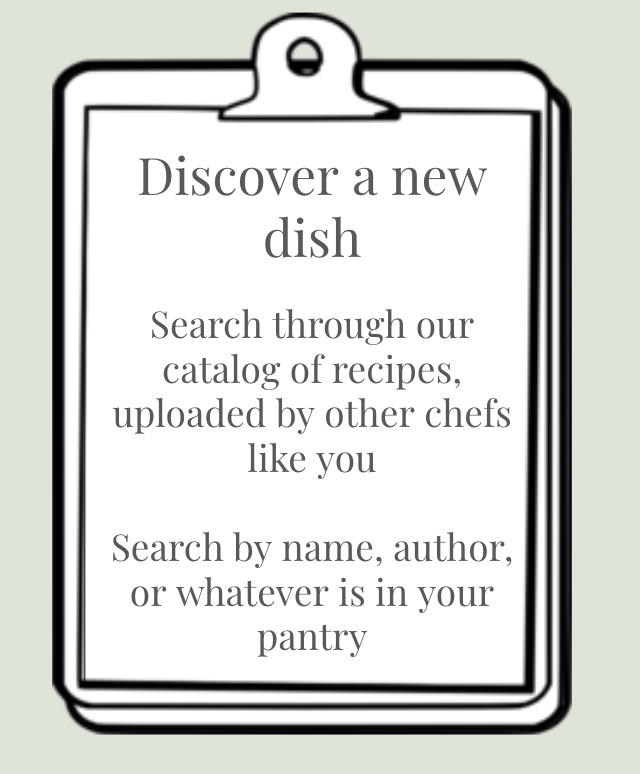 Discover a new
dish
Search through our
catalog of recipes,
uploaded by other chefs
like you
Search by name, author,
or whatever is in your
pantry